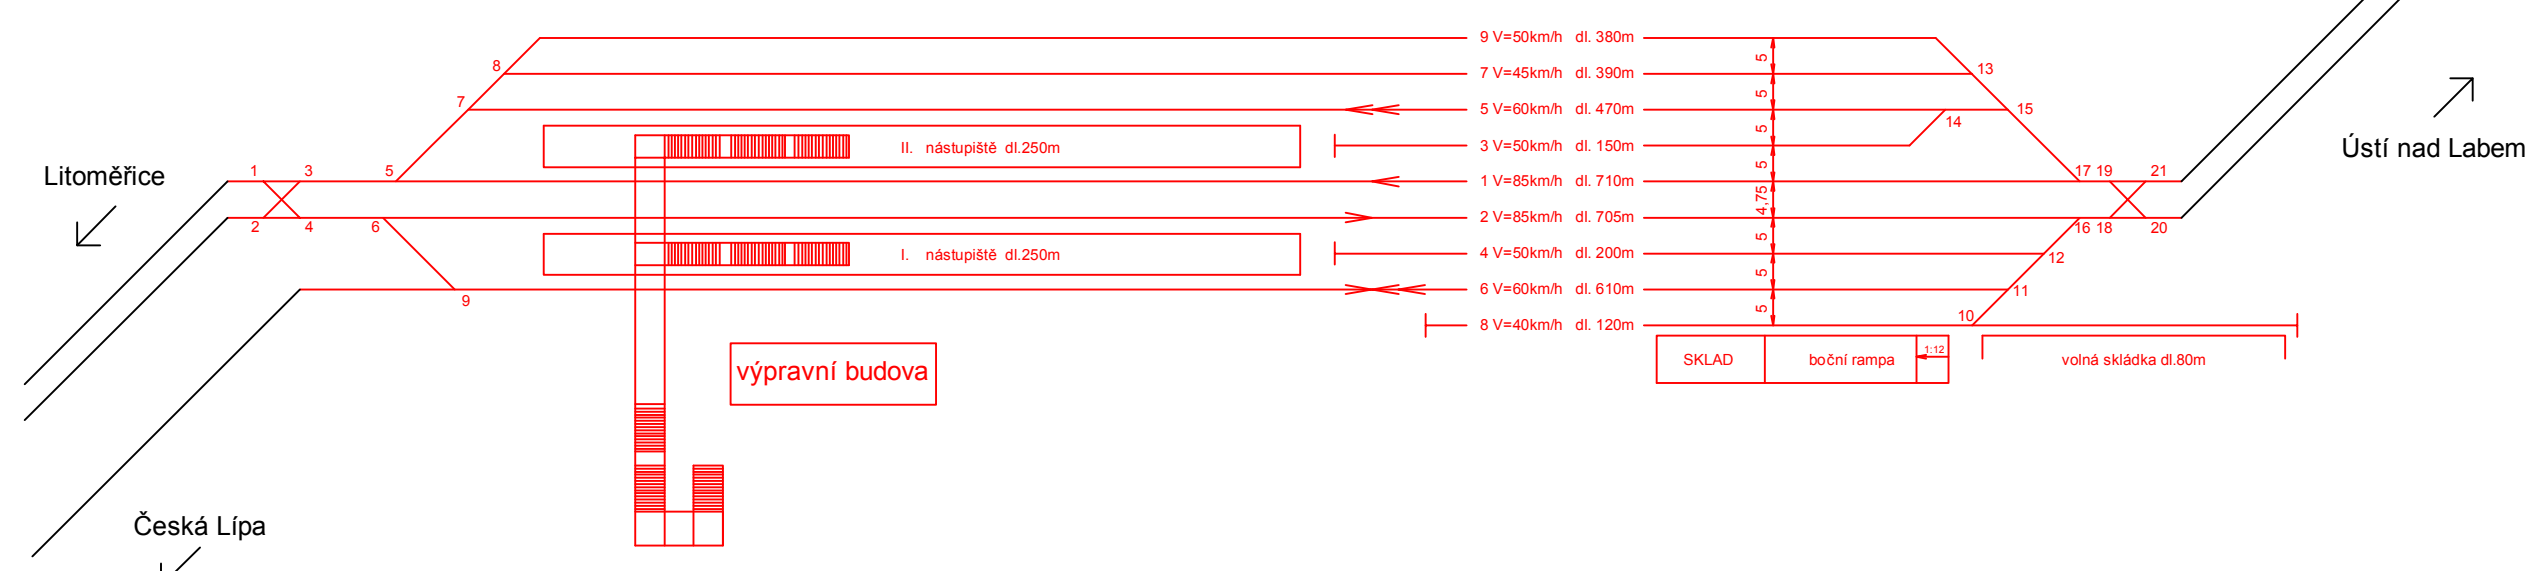 9 V=50km/h dl. 380m
8
5
13
7 V=45km/h dl. 390m
7
5
15
5 V=60km/h dl. 470m
14
5
Ústí nad Labem
II. nástupiště dl.250m
3 V=50km/h dl. 150m
Litoměřice
1
3
5
5
17 19
21
1 V=85km/h dl. 710m
4,75
2
4
6
2 V=85km/h dl. 705m
16 18
20
5
I. nástupiště dl.250m
4 V=50km/h dl. 200m
12
5
9
6 V=60km/h dl. 610m
11
5
10
8 V=40km/h dl. 120m
výpravní budova
SKLAD
boční rampa
1:12
volná skládka dl.80m
Česká Lípa